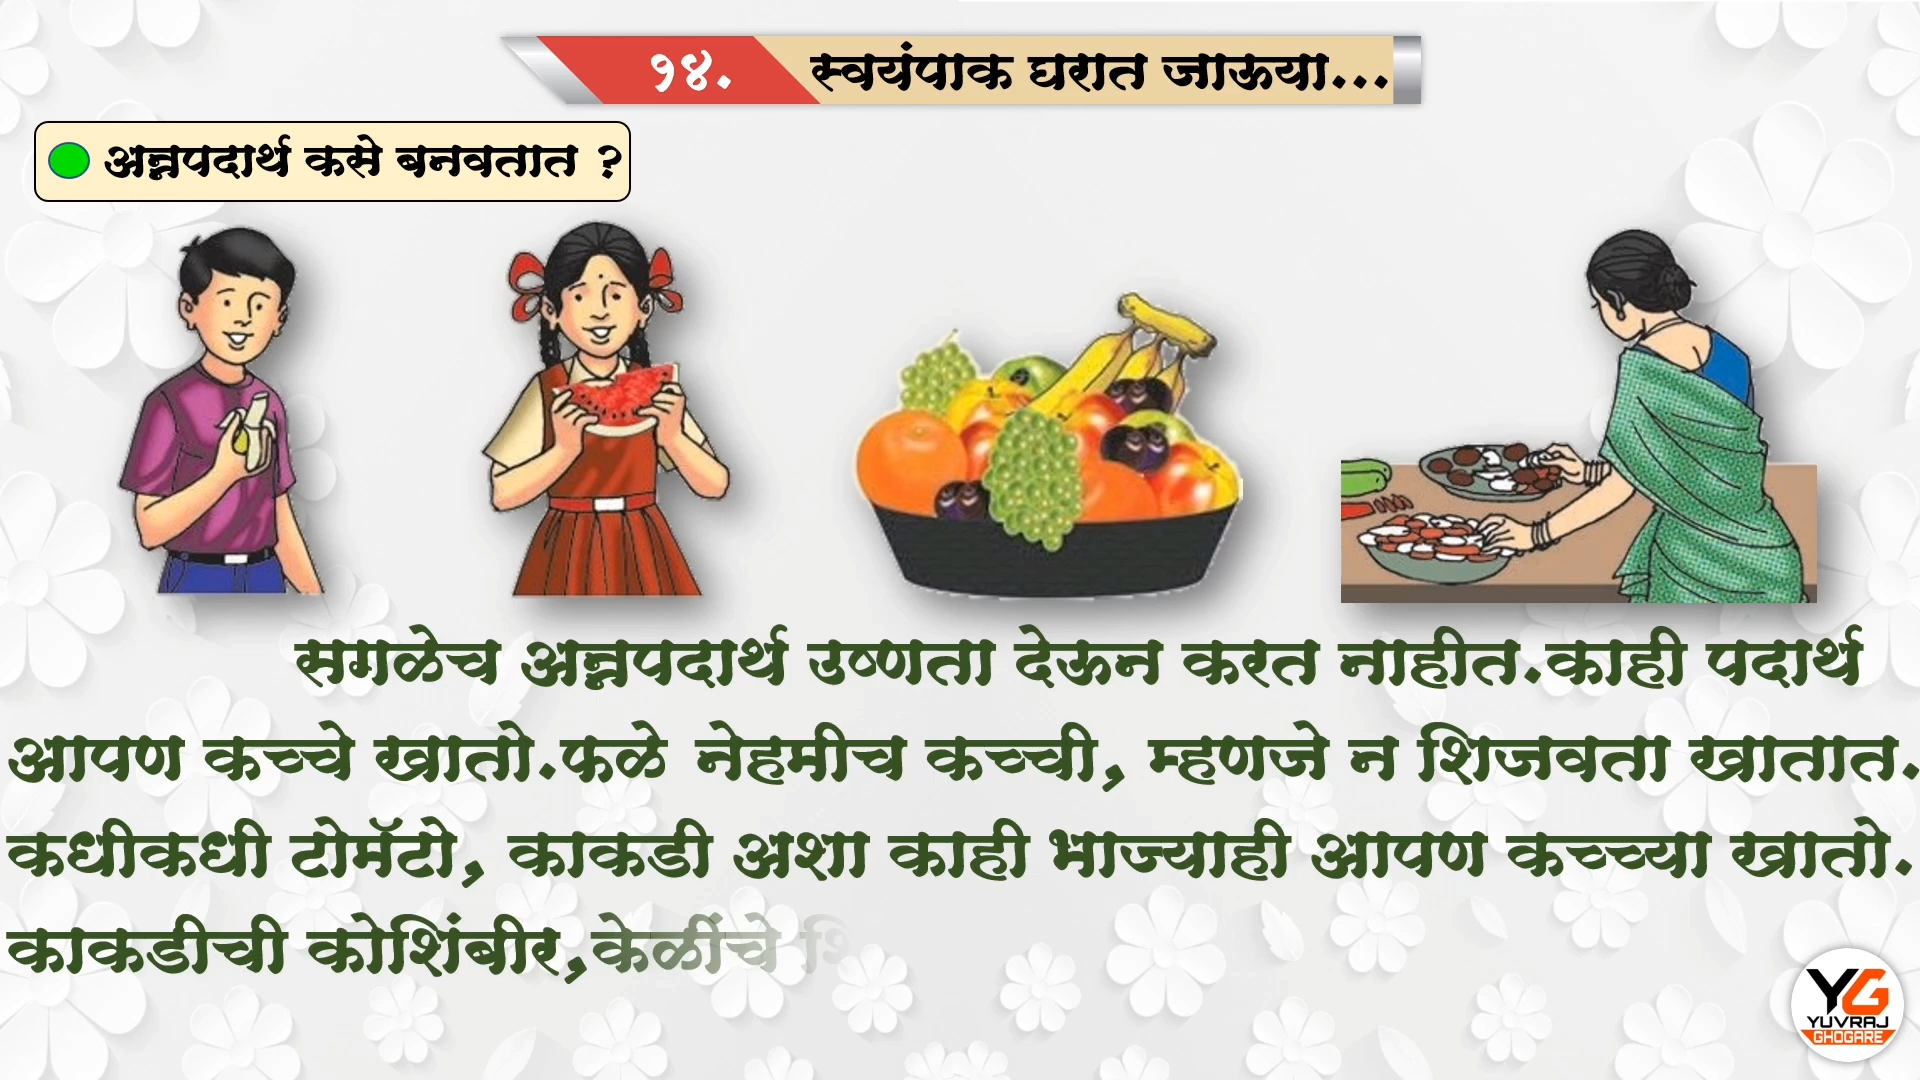 १४. स्वयंपाक घरात जाऊया...
अन्नपदार्थ कसे बनवतात ?
सगळेच अन्नपदार्थ उष्णता देऊन करत नाहीत.काही पदार्थ
आपण कच्चे खातो.फळे नेहमीच कच्ची, म्हणजे न शिजवता खातात.
कधीकधी टोमॅटो, काकडी अशा काही भाज्याही आपण कच्च्या खातो.
काकडीची कोशिंबीर,केळींचे
YG
YUVRAJ
GHOGARE